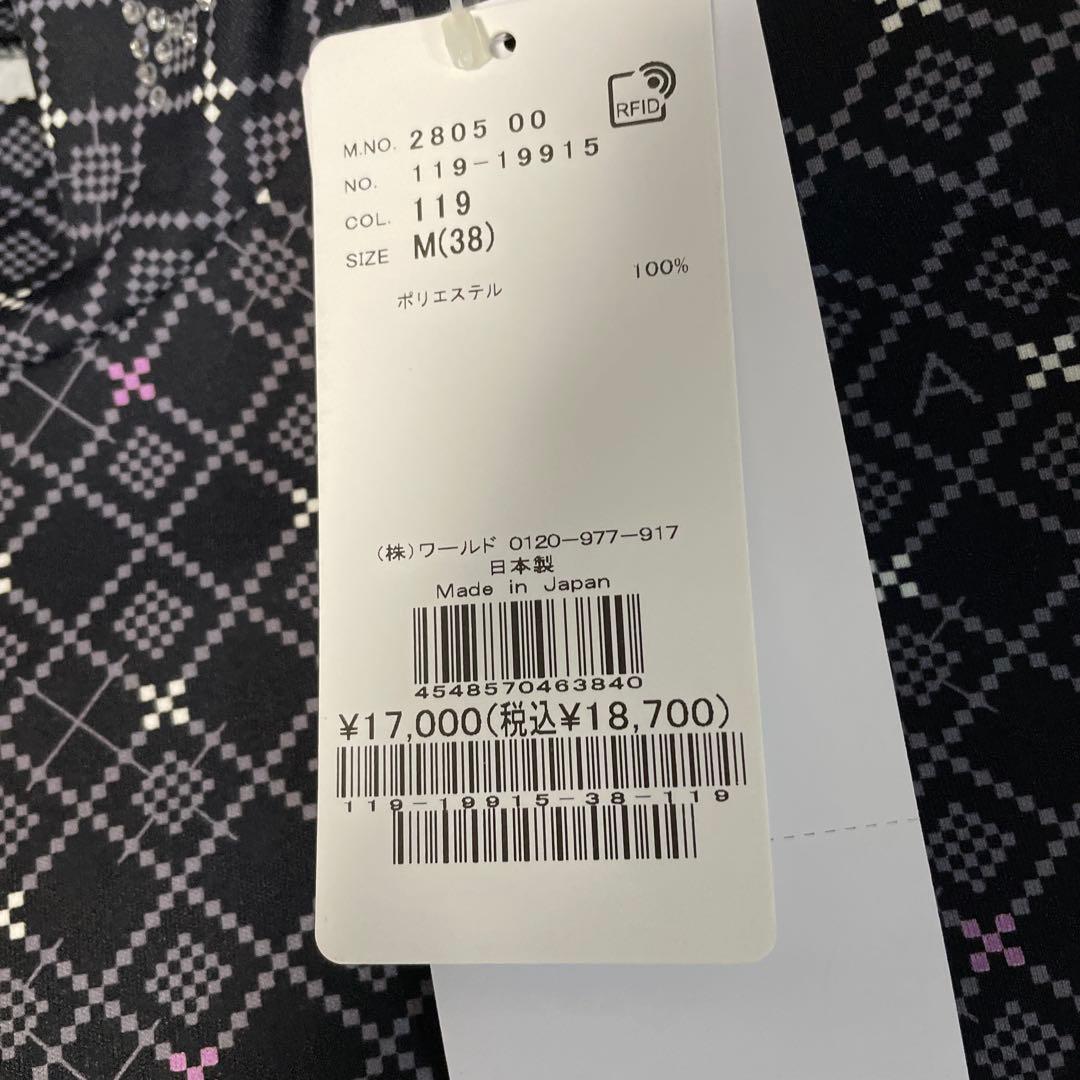 RFID
M.NO. 2805 00
NO. 119-19915
COL. 119
SIZE M(38)
ポリエステル 100%
(株)ワールド 0120-977-917
日本製
Made in Japan
4548570463840
¥17,000(税込¥18,700)
119-19915-38-119
A